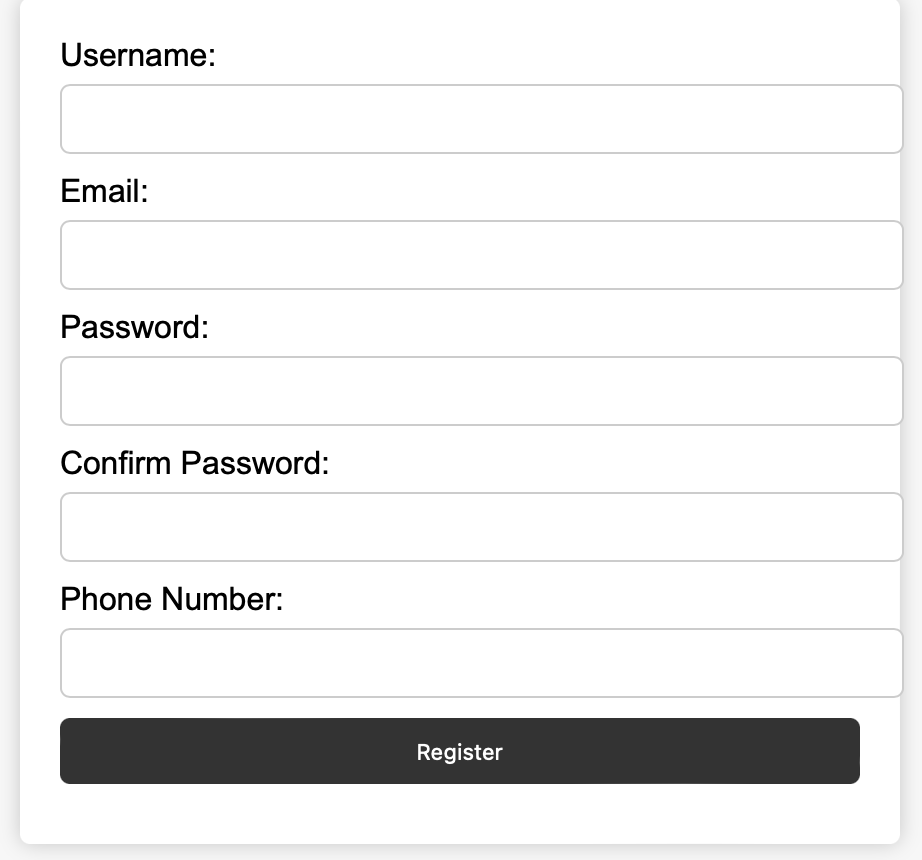 Username:
Email:
Password:
Confirm Password:
Phone Number:
Register